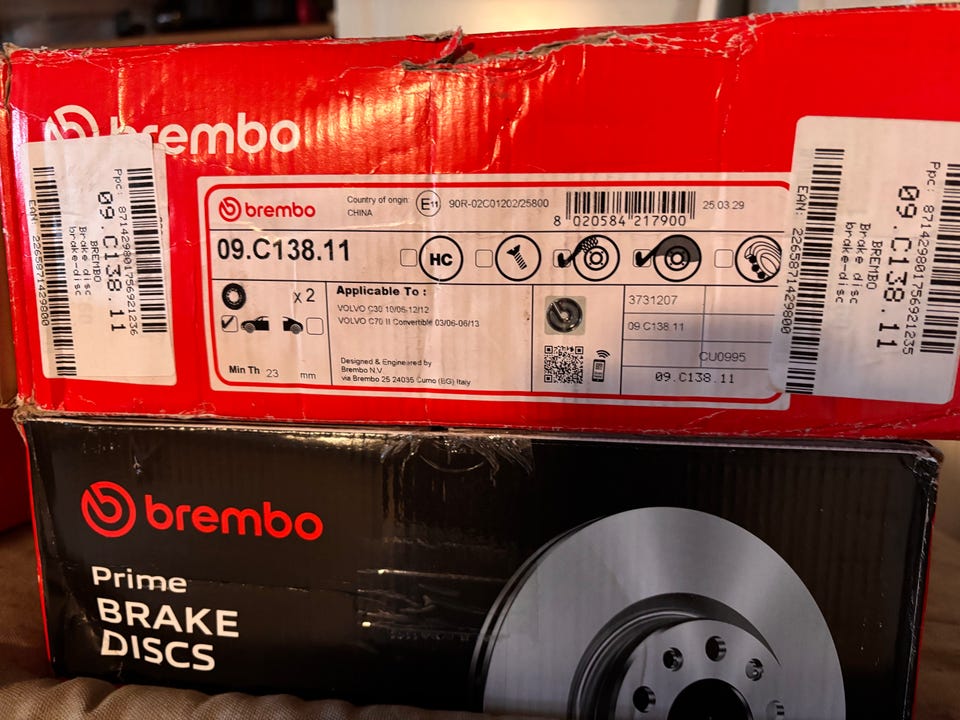 brembo
EAN: 2265871429800
BREMBO
Brake disc
brake-disc
09.C138.11
Ppc: 871429801756921236
brembo
Country of origin:
CHINA
E11
90R-02C01202/25800
8 020584 217900
25.03.29
09.C138.11
HC
x 2
Min Th 23 mm
Applicable To :
VOLVO C30 10/06-12/12
VOLVO C70 II Convertible 03/06-06/13
Designed & Engineered by
Brembo N.V.
via Brembo 25 24035 Curno (BG) Italy
3731207
09.C138.11
CU0995
09.C138.11
EAN: 2265871429800
Brake disc
brake-disc
BREMBO
09.C138.11
Ppc: 871429801756921235
brembo
Prime
BRAKE
DISCS